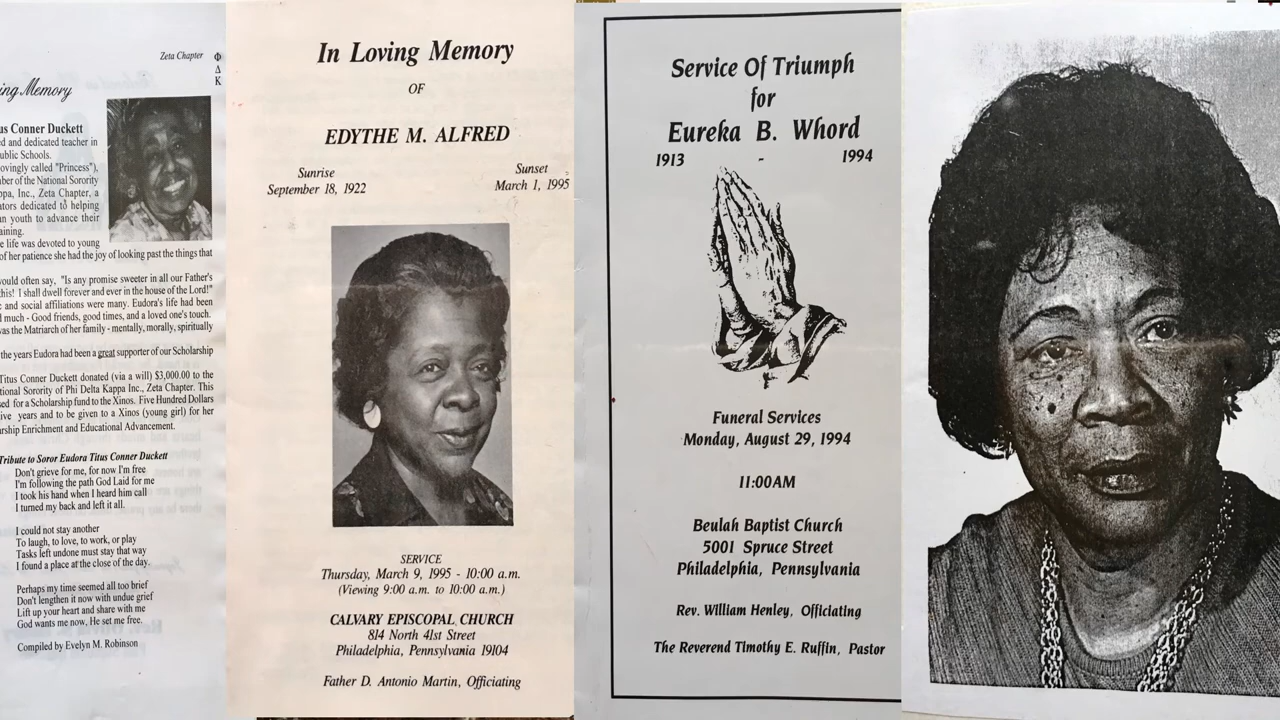 Zeta Chapter
Φ
Δ
Κ
ing Memory
us Conner Duckett
ed and dedicated teacher in
ublic Schools.
ovingly called "Princess"),
ber of the National Sorority
ppa, Inc., Zeta Chapter, a
ators dedicated to helping
an youth to advance their
aining.
e life was devoted to young
of her patience she had the joy of looking past the things that
ould often say, "Is any promise sweeter in all our Father's
this! I shall dwell forever and ever in the house of the Lord!"
c and social affiliations were many. Eudora's life had been
d much - Good friends, good times, and a loved one's touch.
was the Matriarch of her family - mentally, morally, spiritually
the years Eudora had been a great supporter of our Scholarship
Titus Conner Duckett donated (via a will) $3,000.00 to the
tional Sorority of Phi Delta Kappa Inc., Zeta Chapter. This
sed for a Scholarship fund to the Xinos. Five Hundred Dollars
ive years and to be given to a Xinos (young girl) for her
arship Enrichment and Educational Advancement.
Tribute to Soror Eudora Titus Conner Duckett
Don't grieve for me, for now I'm free
I'm following the path God Laid for me
I took his hand when I heard him call
I turned my back and left it all.
I could not stay another
To laugh, to love, to work, or play
Tasks left undone must stay that way
I found a place at the close of the day.
Perhaps my time seemed all too brief
Don't lengthen it now with undue grief
Lift up your heart and share with me
God wants me now, He set me free.
Compiled by Evelyn M. Robinson
In Loving Memory
OF
EDYTHE M. ALFRED
Sunrise
September 18, 1922
Sunset
March 1, 1995
SERVICE
Thursday, March 9, 1995 - 10:00 a.m.
(Viewing 9:00 a.m. to 10:00 a.m.)
CALVARY EPISCOPAL CHURCH
814 North 41st Street
Philadelphia, Pennsylvania 19104
Father D. Antonio Martin, Officiating
Service Of Triumph
for
Eureka B. Whord
1913 - 1994
Funeral Services
Monday, August 29, 1994
11:00AM
Beulah Baptist Church
5001 Spruce Street
Philadelphia, Pennsylvania
Rev. William Henley, Officiating
The Reverend Timothy E. Ruffin, Pastor